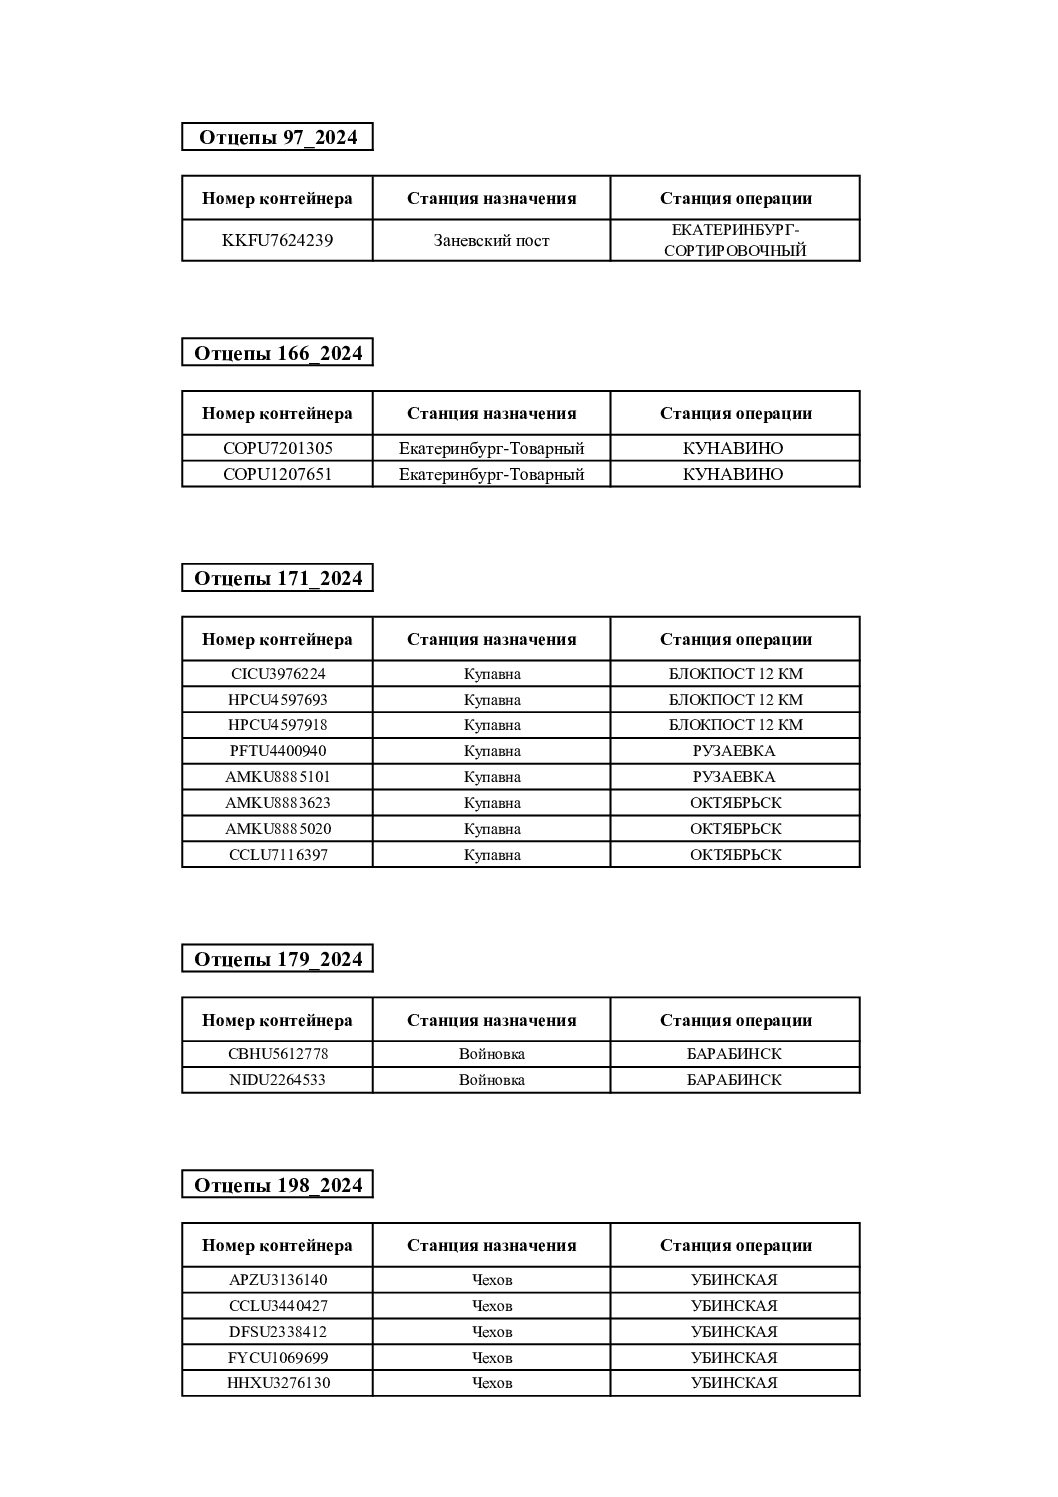 Отцепы 97_2024
Номер контейнера Станция назначения Станция операции
KKFU7624239 Заневский пост ЕКАТЕРИНБУРГ-
СОРТИРОВОЧНЫЙ
Отцепы 166_2024
Номер контейнера Станция назначения Станция операции
COPU7201305 Екатеринбург-Товарный КУНАВИНО
COPU1207651 Екатеринбург-Товарный КУНАВИНО
Отцепы 171_2024
Номер контейнера Станция назначения Станция операции
CICU3976224 Купавна БЛОКПОСТ 12 КМ
HPCU4597693 Купавна БЛОКПОСТ 12 КМ
HPCU4597918 Купавна БЛОКПОСТ 12 КМ
PFTU4400940 Купавна РУЗАЕВКА
AMKU8885101 Купавна РУЗАЕВКА
AMKU8883623 Купавна ОКТЯБРЬСК
AMKU8885020 Купавна ОКТЯБРЬСК
CCLU7116397 Купавна ОКТЯБРЬСК
Отцепы 179_2024
Номер контейнера Станция назначения Станция операции
CBHU5612778 Войновка БАРАБИНСК
NIDU2264533 Войновка БАРАБИНСК
Отцепы 198_2024
Номер контейнера Станция назначения Станция операции
APZU3136140 Чехов УБИНСКАЯ
CCLU3440427 Чехов УБИНСКАЯ
DFSU2338412 Чехов УБИНСКАЯ
FYCU1069699 Чехов УБИНСКАЯ
HHXU3276130 Чехов УБИНСКАЯ